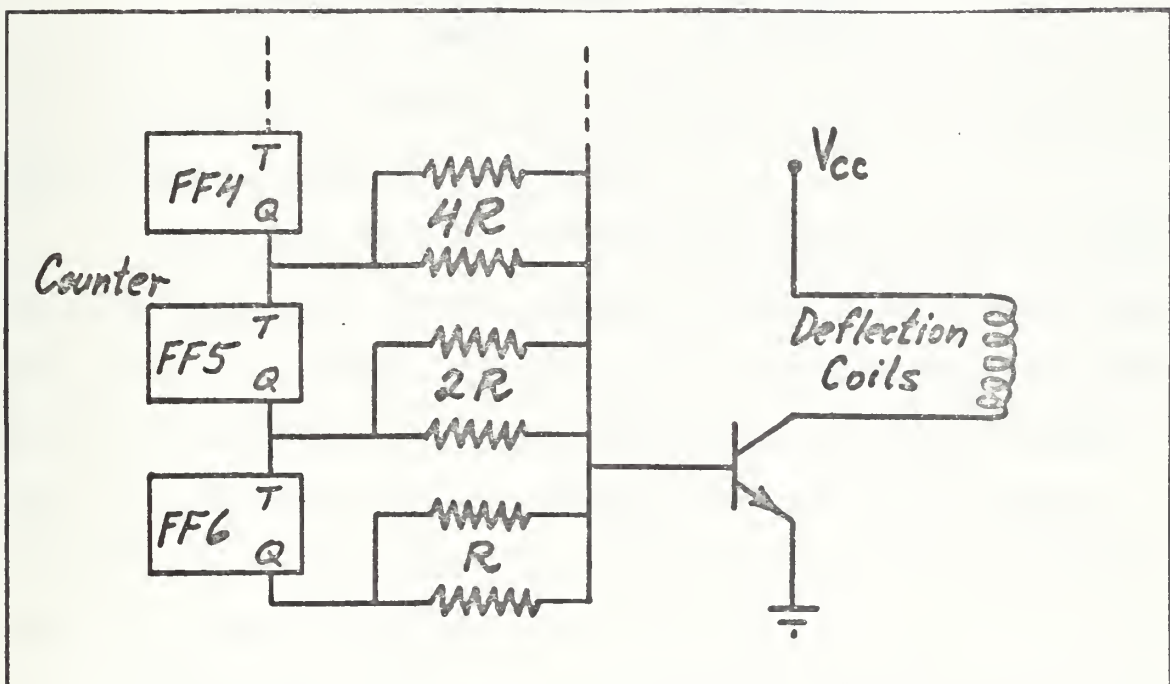 T
FF4
Q
4R
Counter
T
FF5
Q
2R
T
FF6
Q
R
Vcc
Deflection
Coils